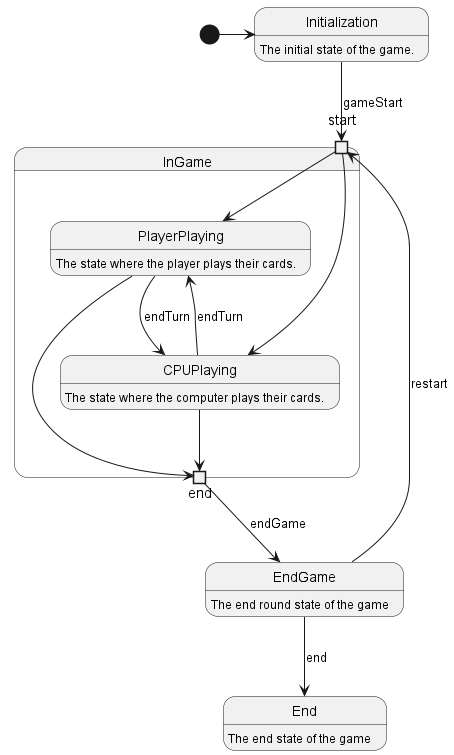 Initialization
The initial state of the game.
gameStart
start
InGame
PlayerPlaying
The state where the player plays their cards.
endTurn
endTurn
CPUPlaying
The state where the computer plays their cards.
restart
end
endGame
EndGame
The end round state of the game
end
End
The end state of the game